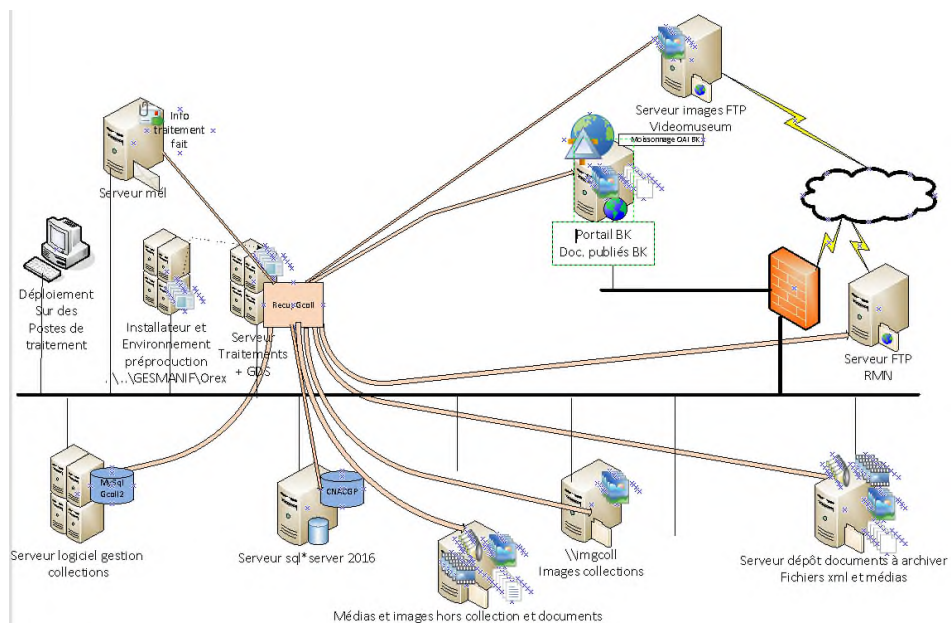 Serveur images FTP
Videomuseum
Info
traitement
fait
Serveur mél
Moissonnage OAI BK
Portail BK
Doc. publiés BK
Déploiement
Sur des
Postes de
traitement
Installateur et
Environnement
préproduction
..\..\GESMANIF\Orex
Serveur
Traitements
+ GDS
Serveur FTP
RMN
MySql
Gcoll2
CNACGP
Serveur logiciel gestion
collections
Serveur sql*server 2016
\\imgcoll
Images collections
Serveur dépôt documents à archiver
Fichiers xml et médias
Médias et images hors collection et documents